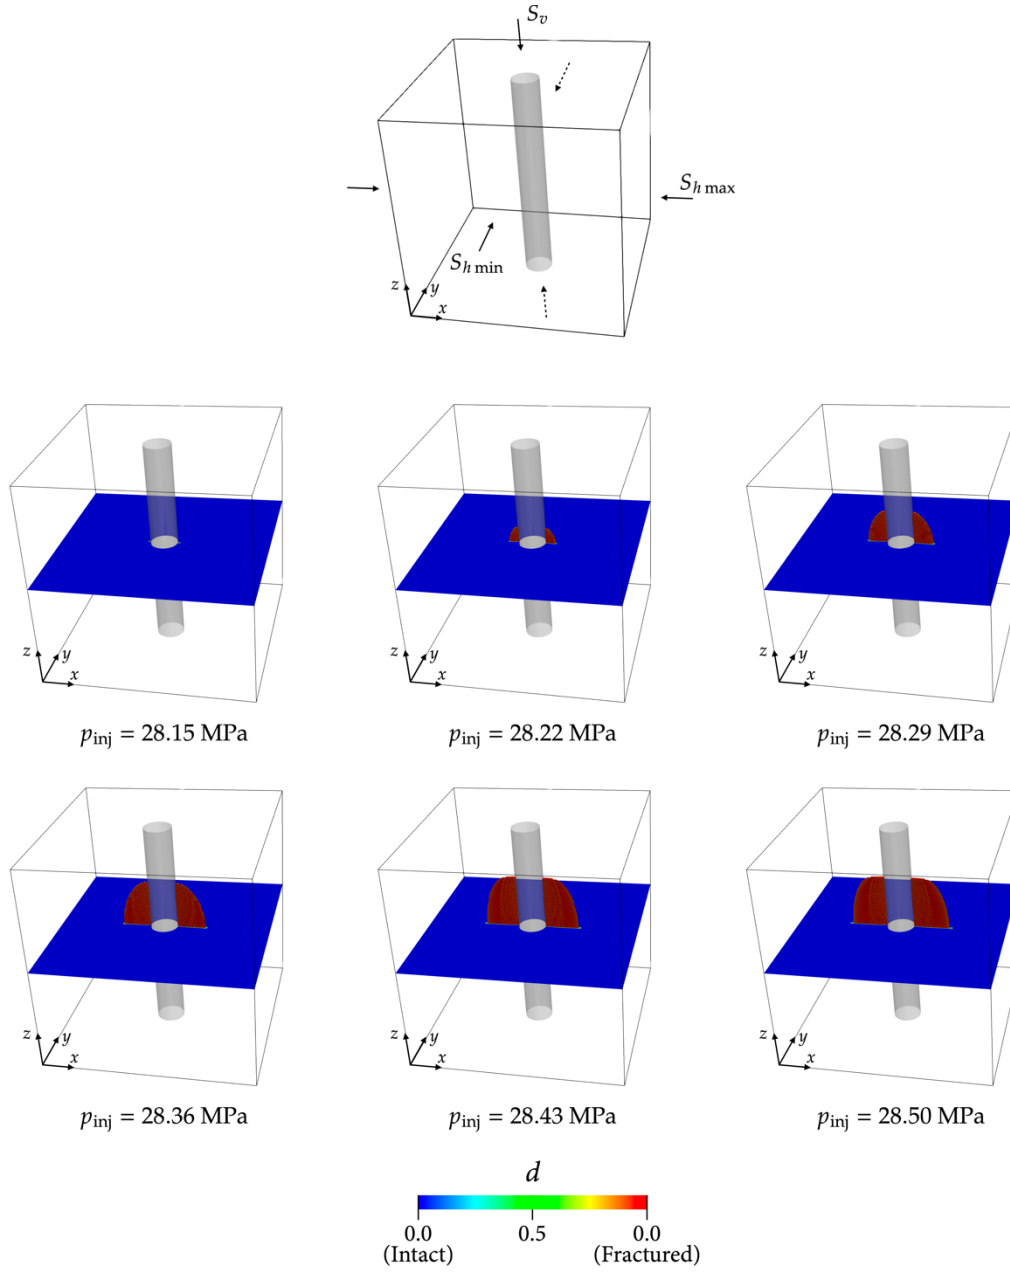 S_v
S_h max
S_h min
z
y
x
z y x
z y x
z y x
p_inj = 28.15 MPa
p_inj = 28.22 MPa
p_inj = 28.29 MPa
z y x
z y x
z y x
p_inj = 28.36 MPa
p_inj = 28.43 MPa
p_inj = 28.50 MPa
d
0.0 0.5 0.0
(Intact) (Fractured)